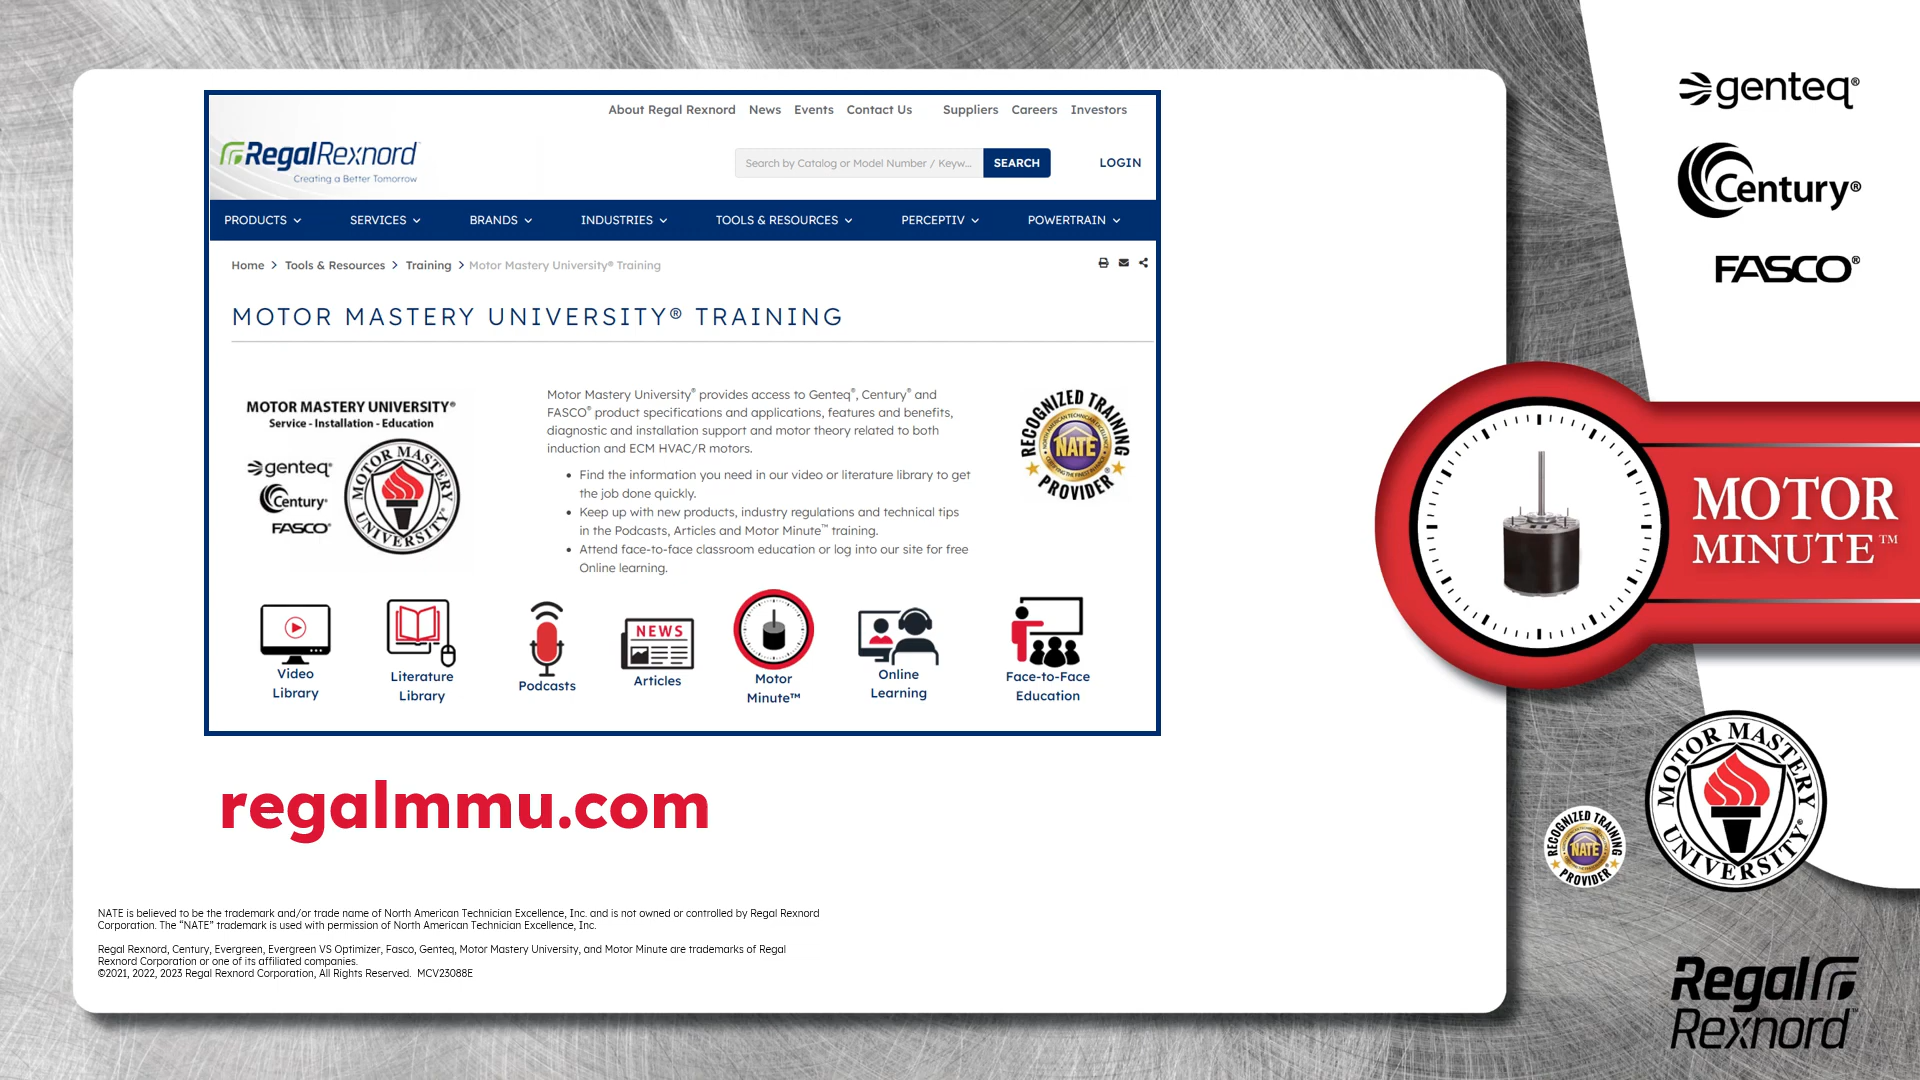 About Regal Rexnord News Events Contact Us Suppliers Careers Investors
RegalRexnord
Creating a Better Tomorrow
Search by Catalog or Model Number / Keyw... SEARCH LOGIN
PRODUCTS SERVICES BRANDS INDUSTRIES TOOLS & RESOURCES PERCEPTIV POWERTRAIN
Home > Tools & Resources > Training > Motor Mastery University® Training
MOTOR MASTERY UNIVERSITY® TRAINING
MOTOR MASTERY UNIVERSITY®
Service - Installation - Education
genteq®
Century®
FASCO®
MOTOR MASTERY UNIVERSITY®
Motor Mastery University® provides access to Genteq®, Century® and
FASCO® product specifications and applications, features and benefits,
diagnostic and installation support and motor theory related to both
induction and ECM HVAC/R motors.
• Find the information you need in our video or literature library to get
the job done quickly.
• Keep up with new products, industry regulations and technical tips
in the Podcasts, Articles and Motor Minute™ training.
• Attend face-to-face classroom education or log into our site for free
Online learning.
RECOGNIZED TRAINING PROVIDER
NATE®
Video
Library
Literature
Library
Podcasts
NEWS
Articles
Motor
Minute™
Online
Learning
Face-to-Face
Education
regalmmu.com
NATE is believed to be the trademark and/or trade name of North American Technician Excellence, Inc. and is not owned or controlled by Regal Rexnord
Corporation. The “NATE” trademark is used with permission of North American Technician Excellence, Inc.
Regal Rexnord, Century, Evergreen, Evergreen VS Optimizer, Fasco, Genteq, Motor Mastery University, and Motor Minute are trademarks of Regal
Rexnord Corporation or one of its affiliated companies.
©2021, 2022, 2023 Regal Rexnord Corporation, All Rights Reserved. MCV23088E
genteq®
Century®
FASCO®
MOTOR
MINUTE™
MOTOR MASTERY UNIVERSITY®
RECOGNIZED TRAINING PROVIDER
NATE®
Regal
Rexnord™